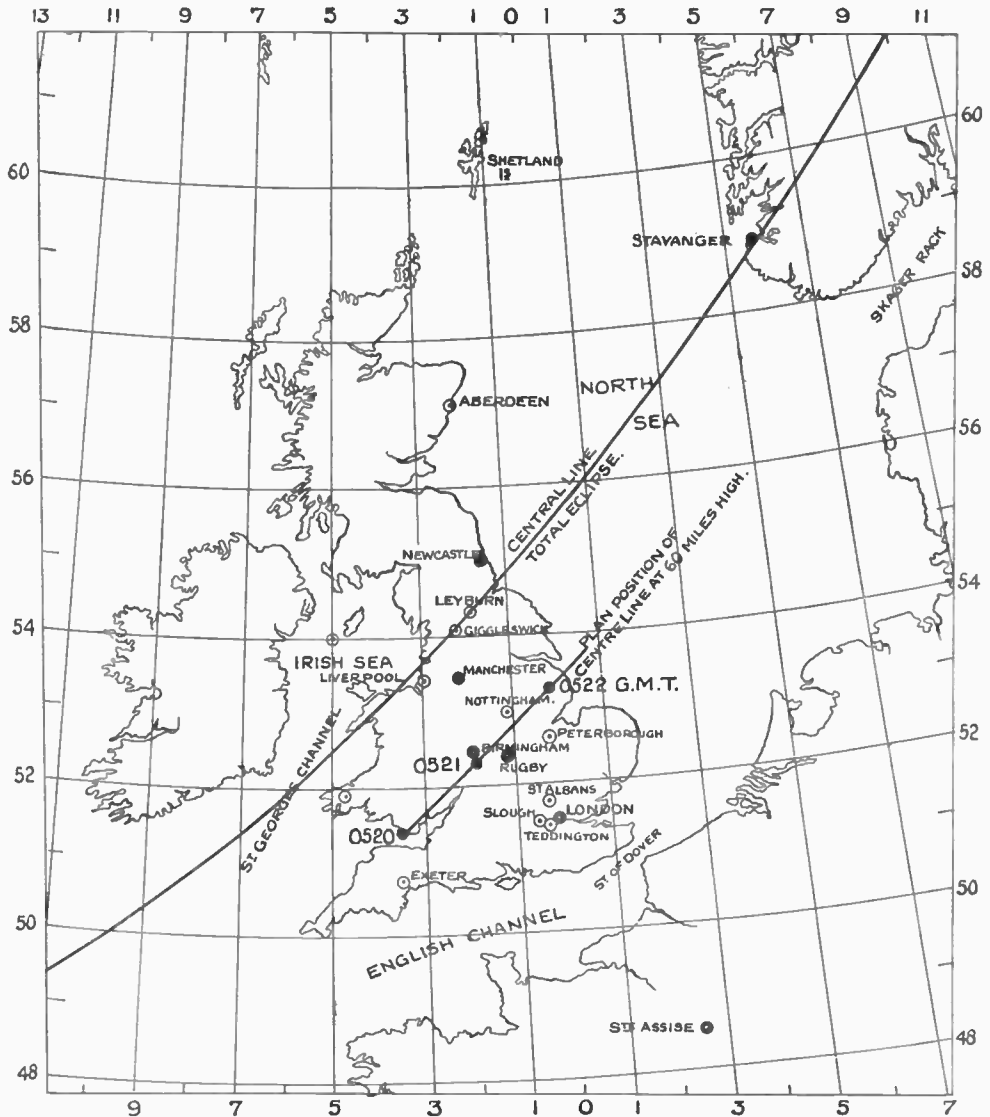 13 11 9 7 5 3 1 0 1 3 5 7 9 11
60
60
SHETLAND
Is
STAVANGER
SKAGER RACK
58
58
NORTH
SEA
ABERDEEN
56
56
CENTRAL LINE
TOTAL ECLIPSE.
PLAN POSITION OF
CENTRE LINE AT 60 MILES HIGH.
NEWCASTLE
LEYBURN
54
54
GIGGLESWICK
IRISH SEA
LIVERPOOL
MANCHESTER
0522 G.M.T.
NOTTINGHAM.
PETERBOROUGH
BIRMINGHAM
0521
RUGBY
52
52
ST GEORGES CHANNEL
ST ALBANS
SLOUGH
LONDON
TEDDINGTON
0520
ST. OF DOVER
EXETER
50
50
ENGLISH CHANNEL
STE ASSISE
48
48
9 7 5 3 1 0 1 3 5 7